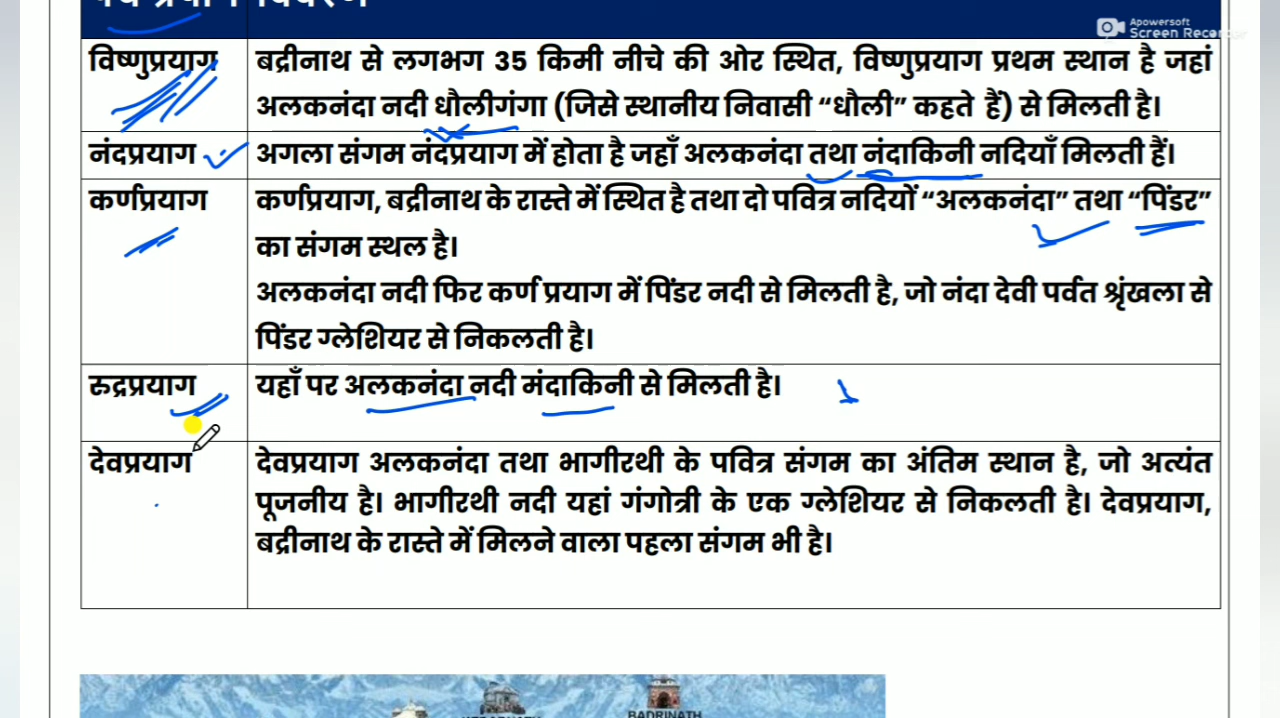 पंच प्रयाग विवरण
Apowersoft
Screen Recorder
विष्णुप्रयाग
बद्रीनाथ से लगभग 35 किमी नीचे की ओर स्थित, विष्णुप्रयाग प्रथम स्थान है जहां
अलकनंदा नदी धौलीगंगा (जिसे स्थानीय निवासी “धौली” कहते हैं) से मिलती है।
नंदप्रयाग
अगला संगम नंदप्रयाग में होता है जहाँ अलकनंदा तथा नंदाकिनी नदियाँ मिलती हैं।
कर्णप्रयाग
कर्णप्रयाग, बद्रीनाथ के रास्ते में स्थित है तथा दो पवित्र नदियों “अलकनंदा” तथा “पिंडर”
का संगम स्थल है।
अलकनंदा नदी फिर कर्ण प्रयाग में पिंडर नदी से मिलती है, जो नंदा देवी पर्वत श्रृंखला से
पिंडर ग्लेशियर से निकलती है।
रुद्रप्रयाग
यहाँ पर अलकनंदा नदी मंदाकिनी से मिलती है।
देवप्रयाग
देवप्रयाग अलकनंदा तथा भागीरथी के पवित्र संगम का अंतिम स्थान है, जो अत्यंत
पूजनीय है। भागीरथी नदी यहां गंगोत्री के एक ग्लेशियर से निकलती है। देवप्रयाग,
बद्रीनाथ के रास्ते में मिलने वाला पहला संगम भी है।
BADRINATH